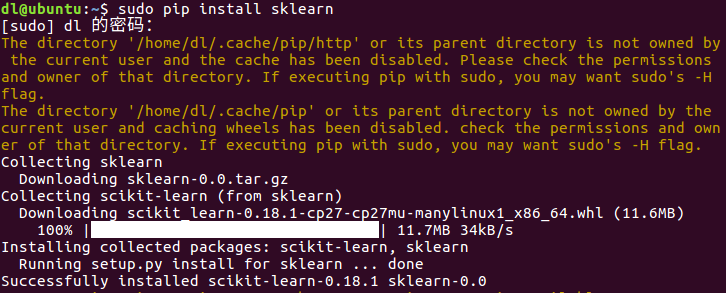 dl@ubuntu:~$ sudo pip install sklearn
[sudo] dl 的密码:
The directory '/home/dl/.cache/pip/http' or its parent directory is not owned by
 the current user and the cache has been disabled. Please check the permissions
and owner of that directory. If executing pip with sudo, you may want sudo's -H
flag.
The directory '/home/dl/.cache/pip' or its parent directory is not owned by the
current user and caching wheels has been disabled. check the permissions and own
er of that directory. If executing pip with sudo, you may want sudo's -H flag.
Collecting sklearn
  Downloading sklearn-0.0.tar.gz
Collecting scikit-learn (from sklearn)
  Downloading scikit_learn-0.18.1-cp27-cp27mu-manylinux1_x86_64.whl (11.6MB)
    100% || 11.7MB 34kB/s
Installing collected packages: scikit-learn, sklearn
  Running setup.py install for sklearn ... done
Successfully installed scikit-learn-0.18.1 sklearn-0.0